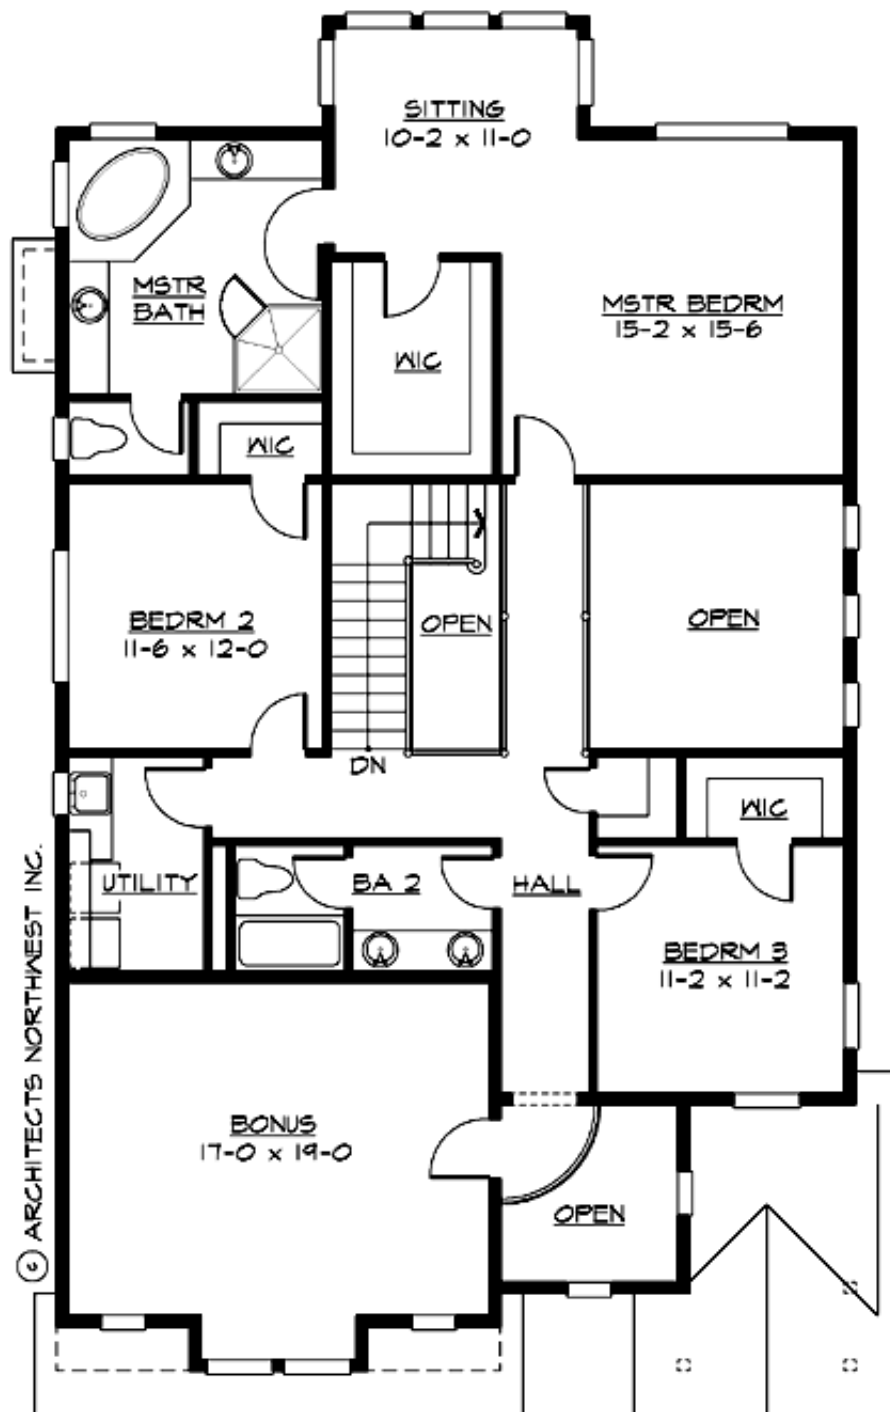 SITTING
10-2 x 11-0
MSTR
BATH
MSTR BEDRM
15-2 x 15-6
WIC
WIC
BEDRM 2
11-6 x 12-0
OPEN
OPEN
DN
WIC
UTILITY
BA 2
HALL
BEDRM 3
11-2 x 11-2
BONUS
17-0 x 19-0
OPEN
© ARCHITECTS NORTHWEST INC.